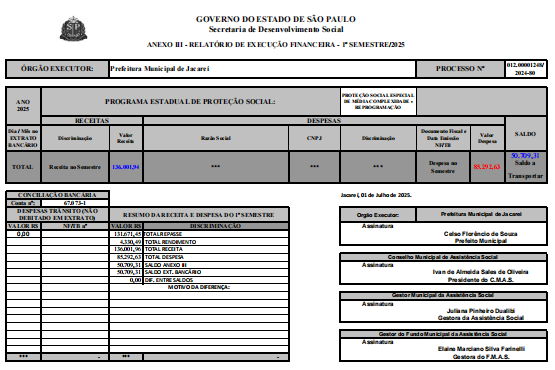 GOVERNO DO ESTADO DE SÃO PAULO
Secretaria de Desenvolvimento Social
ANEXO III - RELATÓRIO DE EXECUÇÃO FINANCEIRA - 1º SEMESTRE/2025
ÓRGÃO EXECUTOR: Prefeitura Municipal de Jacareí PROCESSO Nº 012.00001248/2024-80
ANO 2025 PROGRAMA ESTADUAL DE PROTEÇÃO SOCIAL: PROTEÇÃO SOCIAL ESPECIAL DE MÉDIA COMPLEXIDADE + REPROGRAMAÇÃO
RECEITAS DESPESAS SALDO
Dia / Mês no EXTRATO BANCÁRIO Discriminação Valor Receita Razão Social CNPJ Discriminação Documento Fiscal e Data Emissão NF/TB Valor Despesa
TOTAL Receita no Semestre 136.001,94 *** *** *** Despesa no Semestre 85.292,63 50.709,31 Saldo a Transportar
CONCILIAÇÃO BANCÁRIA
Conta nº: 67.075-1
Jacareí, 01 de Julho de 2025.
DESPESAS TRÂNSITO (NÃO DEBITADO EM EXTRATO) RESUMO DA RECEITA E DESPESA DO 1º SEMESTRE
VALOR R$ NF/TB nº VALOR R$ DISCRIMINAÇÃO
0,00 131.671,45 TOTAL REPASSE
4.330,49 TOTAL RENDIMENTO
136.001,96 TOTAL RECEITA
85.292,63 TOTAL DESPESA
50.709,31 SALDO ANEXO III
50.709,31 SALDO EXT. BANCÁRIO
0,00 DIF. ENTRE SALDOS
MOTIVO DA DIFERENÇA:
*** - *** -
Órgão Executor: Prefeitura Municipal de Jacareí
Assinatura
Celso Florêncio de Souza
Prefeito Municipal
Conselho Municipal de Assistência Social
Assinatura
Ivan de Almeida Sales de Oliveira
Presidente do C.M.A.S.
Gestor Municipal da Assistência Social
Assinatura
Juliana Pinheiro Dualibi
Gestora da Assistência Social
Gestor do Fundo Municipal da Assistência Social
Assinatura
Elaine Marciano Silva Farinelli
Gestora do F.M.A.S.